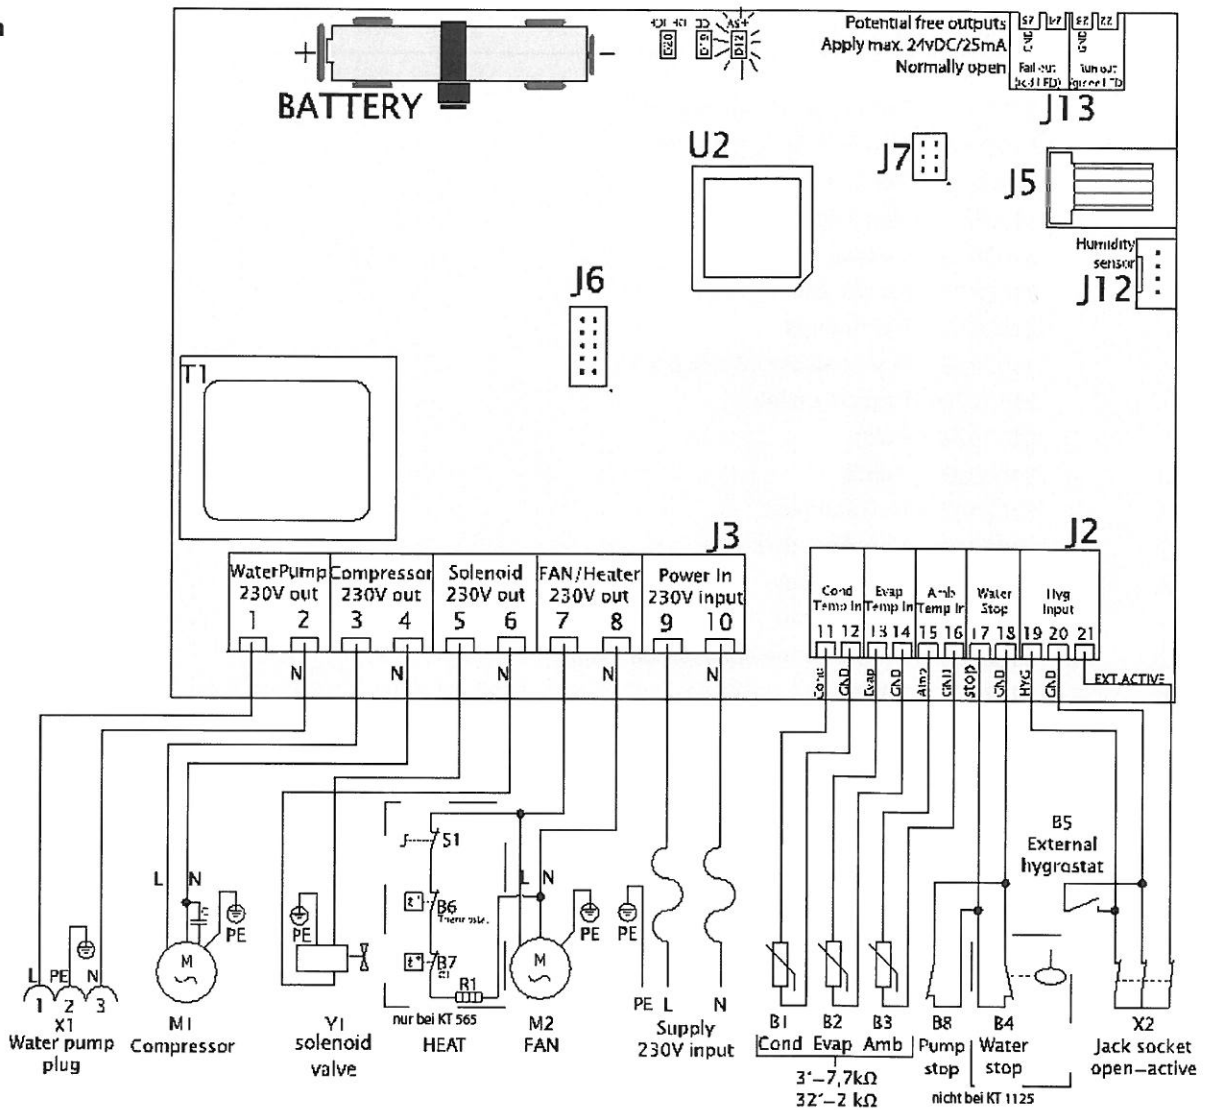 +
-
BATTERY
D20
D19
D12
+5V
Potential free outputs
Apply max. 24vDC/25mA
Normally open
GND
GND
J13
U2
J7
J5
Humidity
sensor
J12
J6
T1
J3
J2
WaterPump
230V out
1 2
Compressor
230V out
3 4
Solenoid
230V out
5 6
FAN/Heater
230V out
7 8
Power In
230V input
9 10
Cond
Temp In
11 12
Evap
Temp In
13 14
Amb
Temp In
15 16
Water
Stop
17 18
Hyg
Input
19 20 21
N N N N N
Cond GND Evap GND Amp GND stop GND HYG GND
EXT.ACTIVE
L N
PE
PE
S1
B6
B7
R1
L N
M
M
PE
PE
L PE N
1 2 3
X1
Water pump
plug
M1
Compressor
Y1
solenoid
valve
nur bei KT 565
HEAT
M2
FAN
PE L N
Supply
230V input
B5
External
hygrostat
B1 B2 B3
Cond Evap Amb
3°–7,7kΩ
32°–2 kΩ
B8
Pump
stop
B4
Water
stop
nicht bei KT 1125
X2
Jack socket
open–active